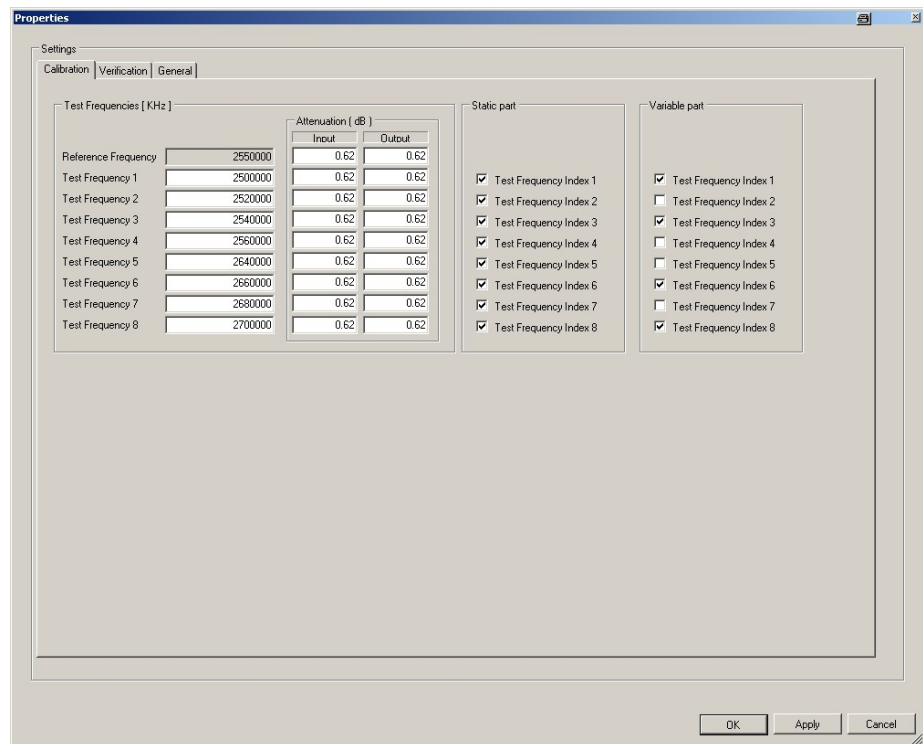 Properties
Settings
Calibration Verification General
Test Frequencies [ KHz ]
Attenuation ( dB )
Input Output
Reference Frequency 2550000 0.62 0.62
Test Frequency 1 2500000 0.62 0.62
Test Frequency 2 2520000 0.62 0.62
Test Frequency 3 2540000 0.62 0.62
Test Frequency 4 2560000 0.62 0.62
Test Frequency 5 2640000 0.62 0.62
Test Frequency 6 2660000 0.62 0.62
Test Frequency 7 2680000 0.62 0.62
Test Frequency 8 2700000 0.62 0.62
Static part
Test Frequency Index 1
Test Frequency Index 2
Test Frequency Index 3
Test Frequency Index 4
Test Frequency Index 5
Test Frequency Index 6
Test Frequency Index 7
Test Frequency Index 8
Variable part
Test Frequency Index 1
Test Frequency Index 2
Test Frequency Index 3
Test Frequency Index 4
Test Frequency Index 5
Test Frequency Index 6
Test Frequency Index 7
Test Frequency Index 8
OK Apply Cancel